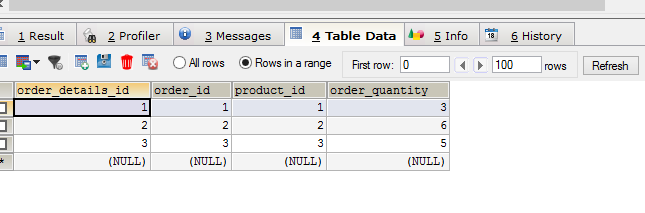 1 Result 2 Profiler 3 Messages 4 Table Data 5 Info 18 6 History
All rows Rows in a range First row: 0 100 rows Refresh
order_details_id order_id product_id order_quantity
1 1 1 3
2 2 2 6
3 3 3 5
* (NULL) (NULL) (NULL) (NULL)